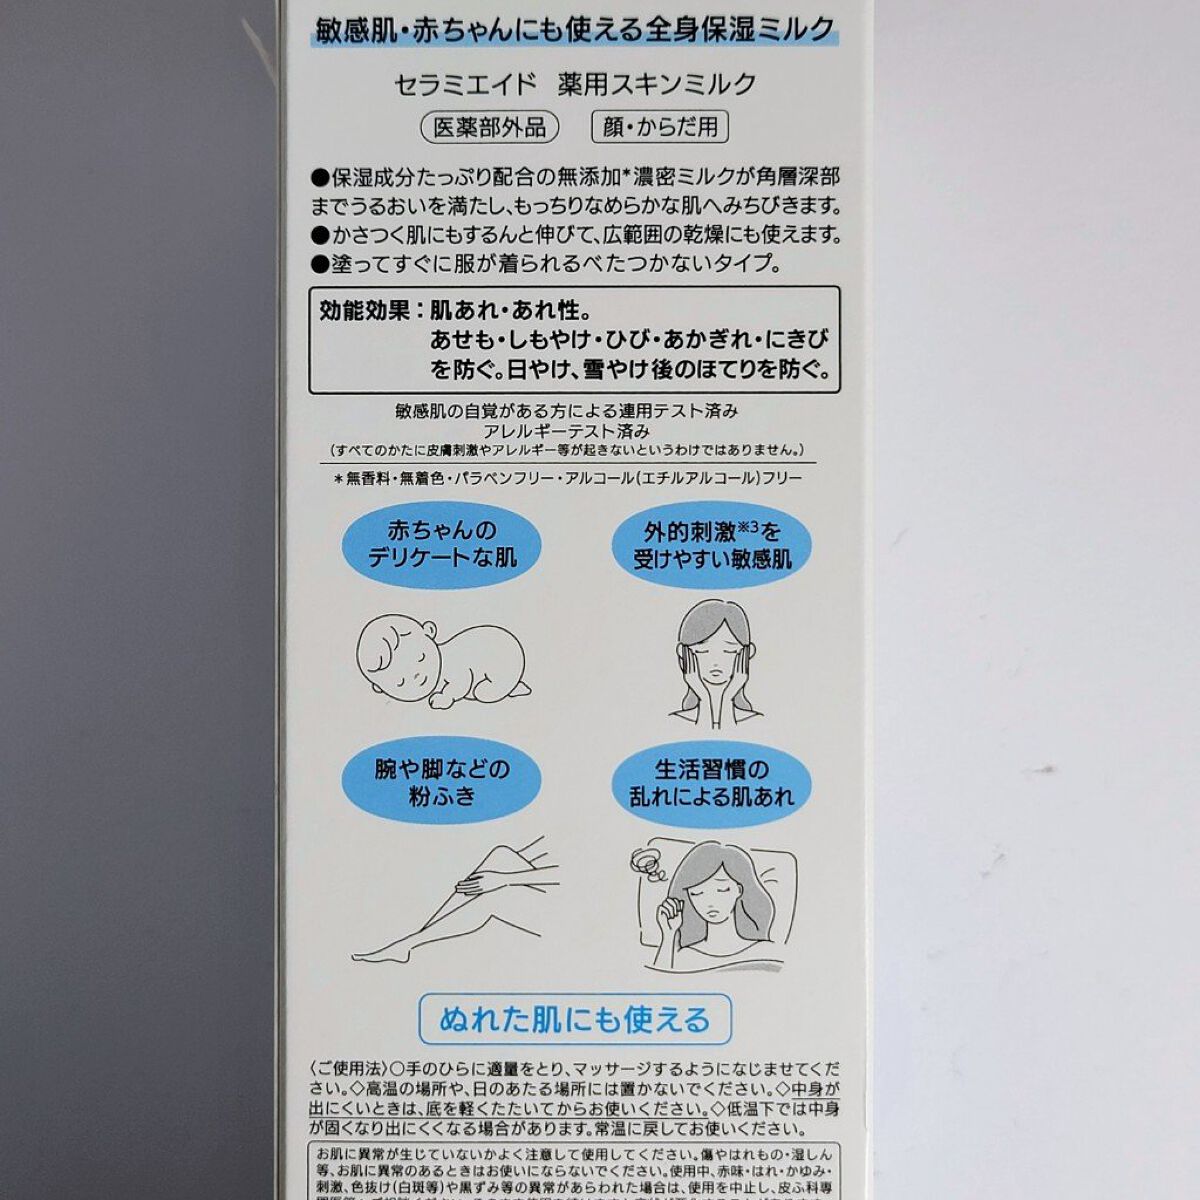 敏感肌・赤ちゃんにも使える全身保湿ミルク
セラミエイド 薬用スキンミルク
医薬部外品 顔・からだ用
●保湿成分たっぷり配合の無添加*濃密ミルクが角層深部
までうるおいを満たし、もっちりなめらかな肌へみちびきます。
●かさつく肌にもするんと伸びて、広範囲の乾燥にも使えます。
●塗ってすぐに服が着られるべたつかないタイプ。
効能効果：肌あれ・あれ性。
あせも・しもやけ・ひび・あかぎれ・にきび
を防ぐ。日やけ、雪やけ後のほてりを防ぐ。
敏感肌の自覚がある方による連用テスト済み
アレルギーテスト済み
（すべてのかたに皮膚刺激やアレルギー等が起きないというわけではありません。）
＊無香料・無着色・パラベンフリー・アルコール（エチルアルコール）フリー
赤ちゃんの
デリケートな肌
外的刺激※3を
受けやすい敏感肌
腕や脚などの
粉ふき
生活習慣の
乱れによる肌あれ
ぬれた肌にも使える
〈ご使用法〉○手のひらに適量をとり、マッサージするようになじませてくだ
さい。◇高温の場所や、日のあたる場所には置かないでください。◇中身が
出にくいときは、底を軽くたたいてからお使いください。◇低温下では中身
が固くなり出にくくなる場合があります。常温に戻してお使いください。
お肌に異常が生じていないかよく注意して使用してください。傷やはれもの・湿しん
等、お肌に異常のあるときはお使いにならないでください。使用中、赤味・はれ・かゆみ・
刺激、色抜け（白斑等）や黒ずみ等の異常があらわれた場合は、使用を中止し、皮ふ科専